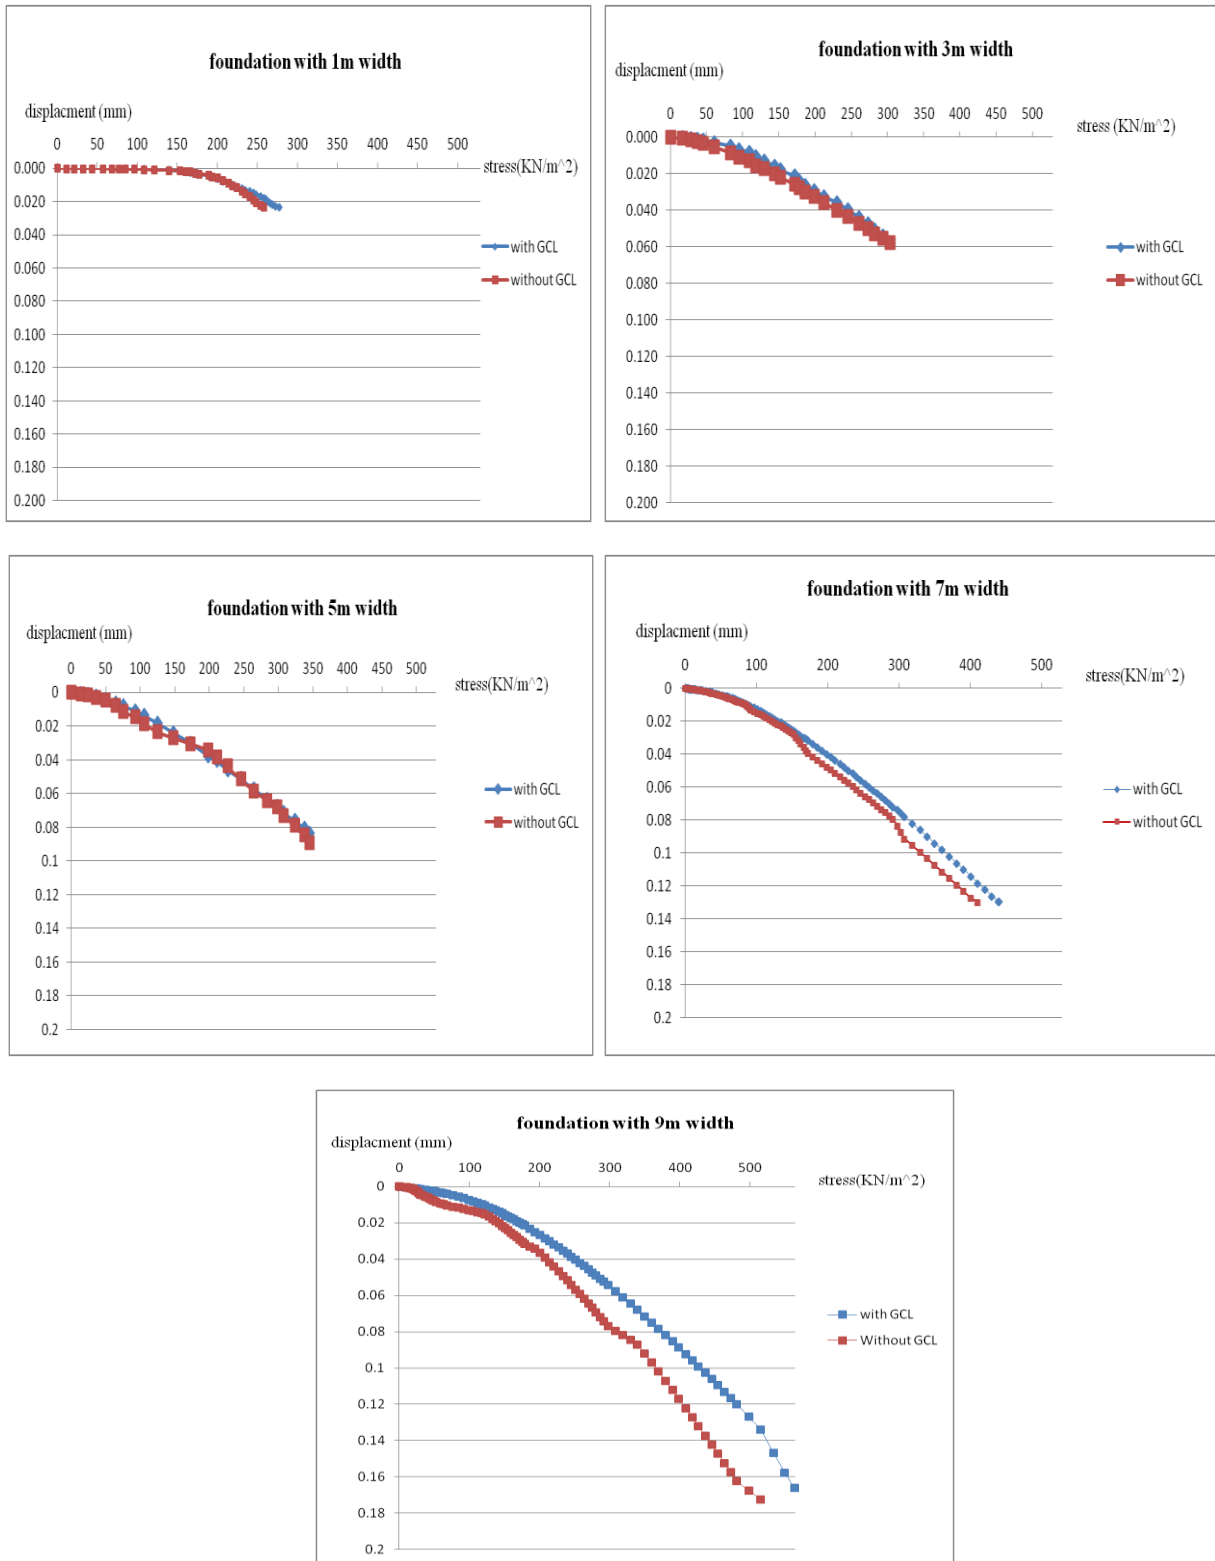 foundation with 1m width
displacment (mm)
0 50 100 150 200 250 300 350 400 450 500
stress(KN/m^2)
0.000
0.020
0.040
0.060
0.080
0.100
0.120
0.140
0.160
0.180
0.200
with GCL
without GCL
foundation with 3m width
displacment (mm)
0 50 100 150 200 250 300 350 400 450 500
stress (KN/m^2)
0.000
0.020
0.040
0.060
0.080
0.100
0.120
0.140
0.160
0.180
0.200
with GCL
without GCL
foundation with 5m width
displacment (mm)
0 50 100 150 200 250 300 350 400 450 500
stress(KN/m^2)
0
0.02
0.04
0.06
0.08
0.1
0.12
0.14
0.16
0.18
0.2
with GCL
without GCL
foundation with 7m width
displacment (mm)
0 100 200 300 400 500
stress(KN/m^2)
0
0.02
0.04
0.06
0.08
0.1
0.12
0.14
0.16
0.18
0.2
with GCL
without GCL
foundation with 9m width
displacment (mm)
0 100 200 300 400 500
stress(KN/m^2)
0
0.02
0.04
0.06
0.08
0.1
0.12
0.14
0.16
0.18
0.2
with GCL
Without GCL